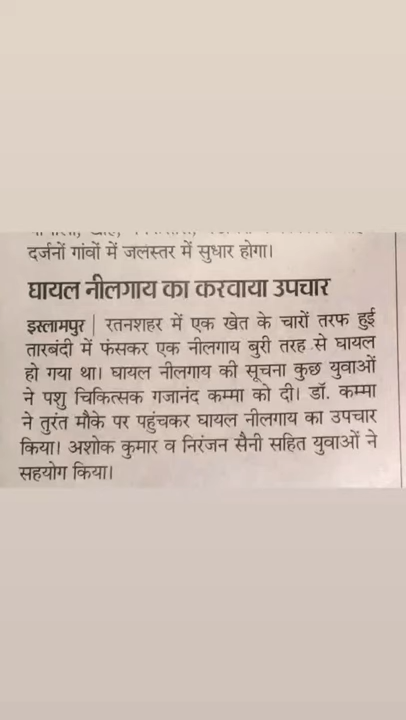 दर्जनों गांवों में जलस्तर में सुधार होगा।
घायल नीलगाय का करवाया उपचार
इस्लामपुर | रतनशहर में एक खेत के चारों तरफ हुई
तारबंदी में फंसकर एक नीलगाय बुरी तरह से घायल
हो गया था। घायल नीलगाय की सूचना कुछ युवाओं
ने पशु चिकित्सक गजानंद कम्मा को दी। डॉ. कम्मा
ने तुरंत मौके पर पहुंचकर घायल नीलगाय का उपचार
किया। अशोक कुमार व निरंजन सैनी सहित युवाओं ने
सहयोग किया।